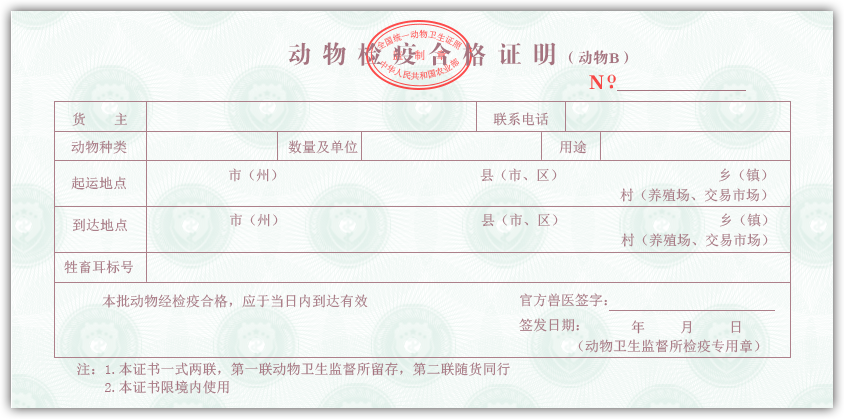 动物检疫合格证明（动物B）
全国统一动物卫生证照
监制章
中华人民共和国农业部
№
货 主 联系电话
动物种类 数量及单位 用途
起运地点 市（州） 县（市、区） 乡（镇）
村（养殖场、交易市场）
到达地点 市（州） 县（市、区） 乡（镇）
村（养殖场、交易市场）
牲畜耳标号
本批动物经检疫合格，应于当日内到达有效 官方兽医签字：
签发日期： 年 月 日
（动物卫生监督所检疫专用章）
注：1.本证书一式两联，第一联动物卫生监督所留存，第二联随货同行
2.本证书限境内使用